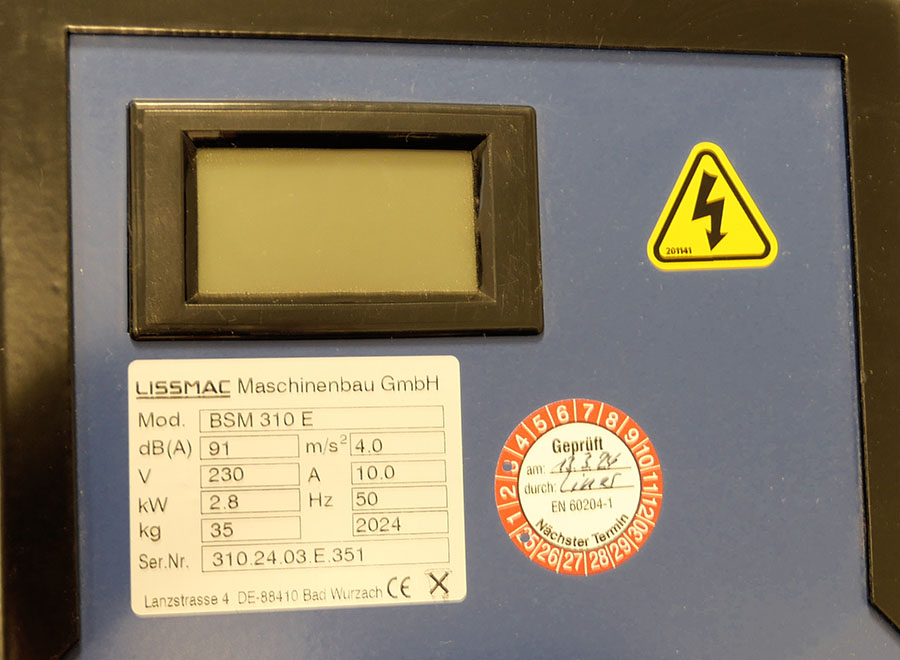 201141
LISSMAC Maschinenbau GmbH
Mod. BSM 310 E
dB(A) 91 m/s² 4.0
V 230 A 10.0
kW 2.8 Hz 50
kg 35 2024
Ser.Nr. 310.24.03.E.351
Lanzstrasse 4 DE-88410 Bad Wurzach CE
1 2 3 4 5 6 7 8 9 10 11 12
Geprüft
am:
durch:
EN 60204-1
Nächster Termin
25 26 27 28 29 30